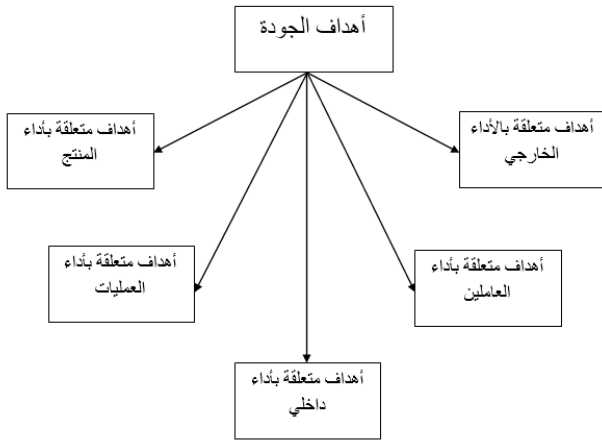 أهداف الجودة
أهداف متعلقة بالأداء
الخارجي
أهداف متعلقة بأداء
المنتج
أهداف متعلقة بأداء
العاملين
أهداف متعلقة بأداء
العمليات
أهداف متعلقة بأداء
داخلي